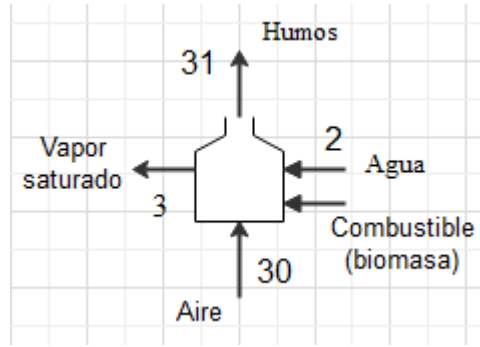 Humos
31
2
Vapor
saturado
Agua
3
Combustible
(biomasa)
30
Aire